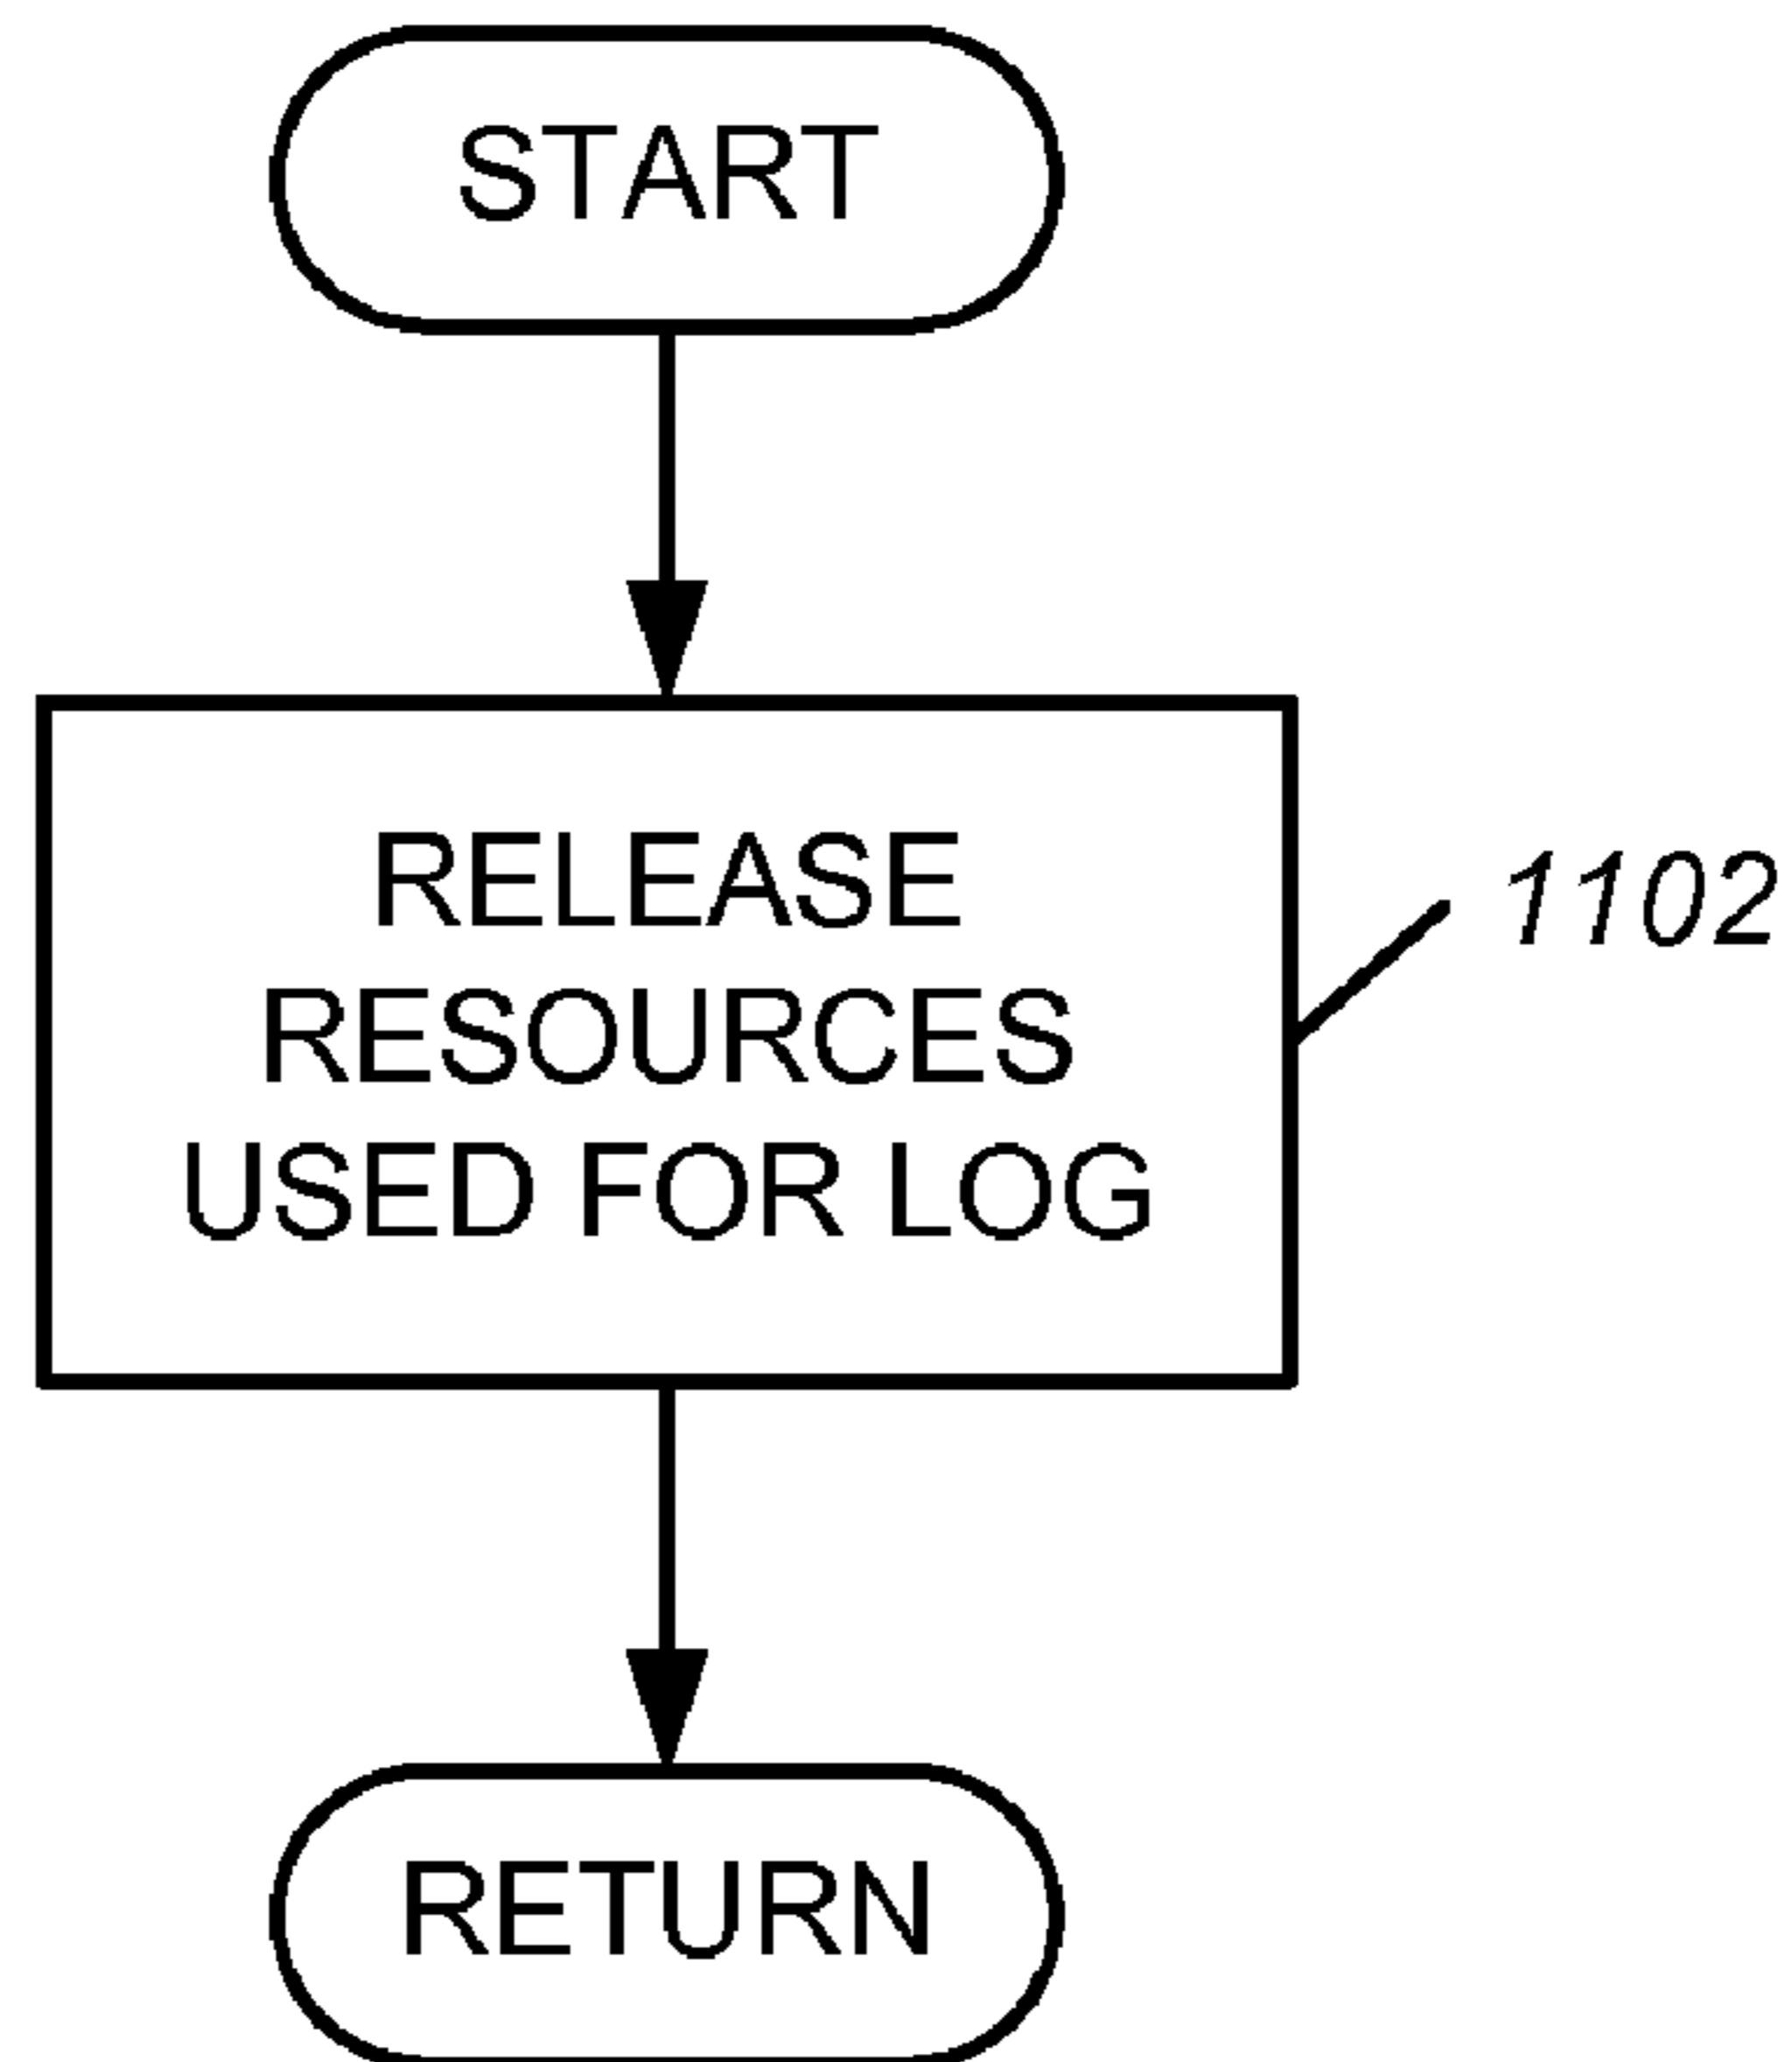 START
RELEASE
RESOURCES
USED FOR LOG
1102
RETURN